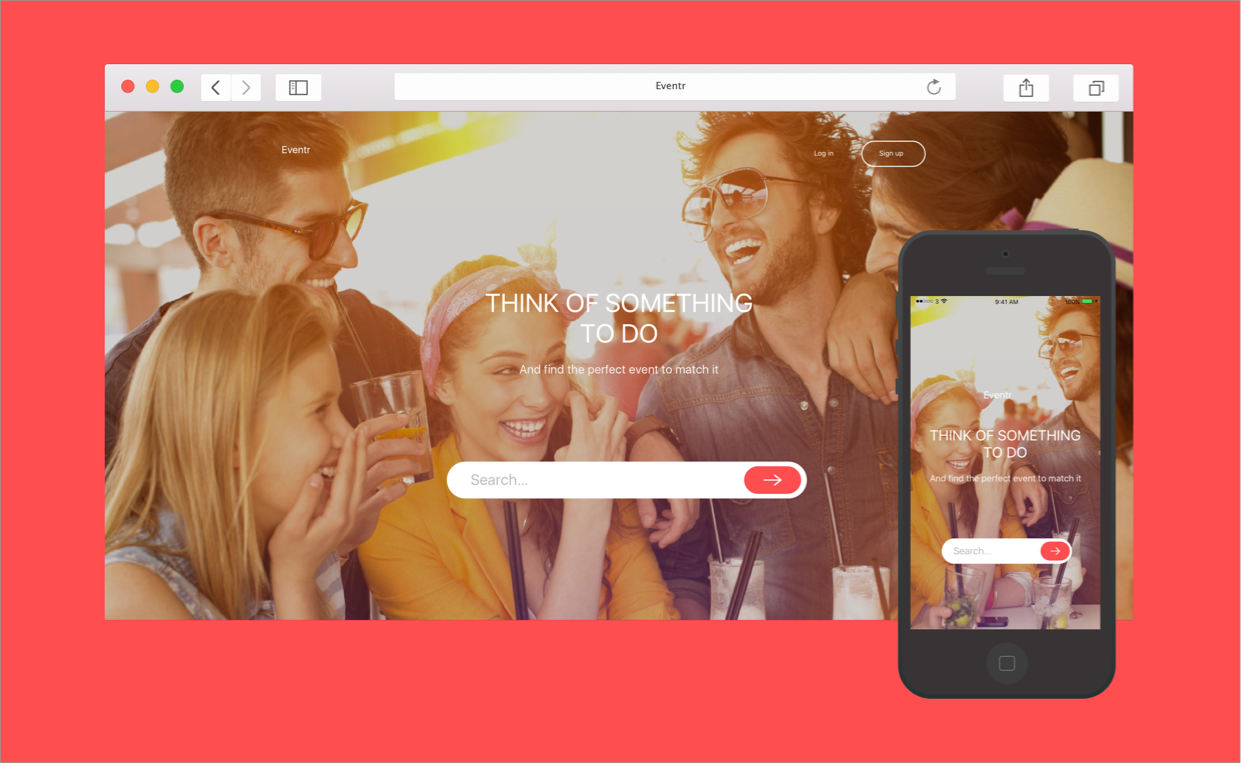 Eventr
Eventr
Log in
Sign up
THINK OF SOMETHING
TO DO
And find the perfect event to match it
Search...
3
9:41 AM
100%
Eventr
THINK OF SOMETHING
TO DO
And find the perfect event to match it
Search...